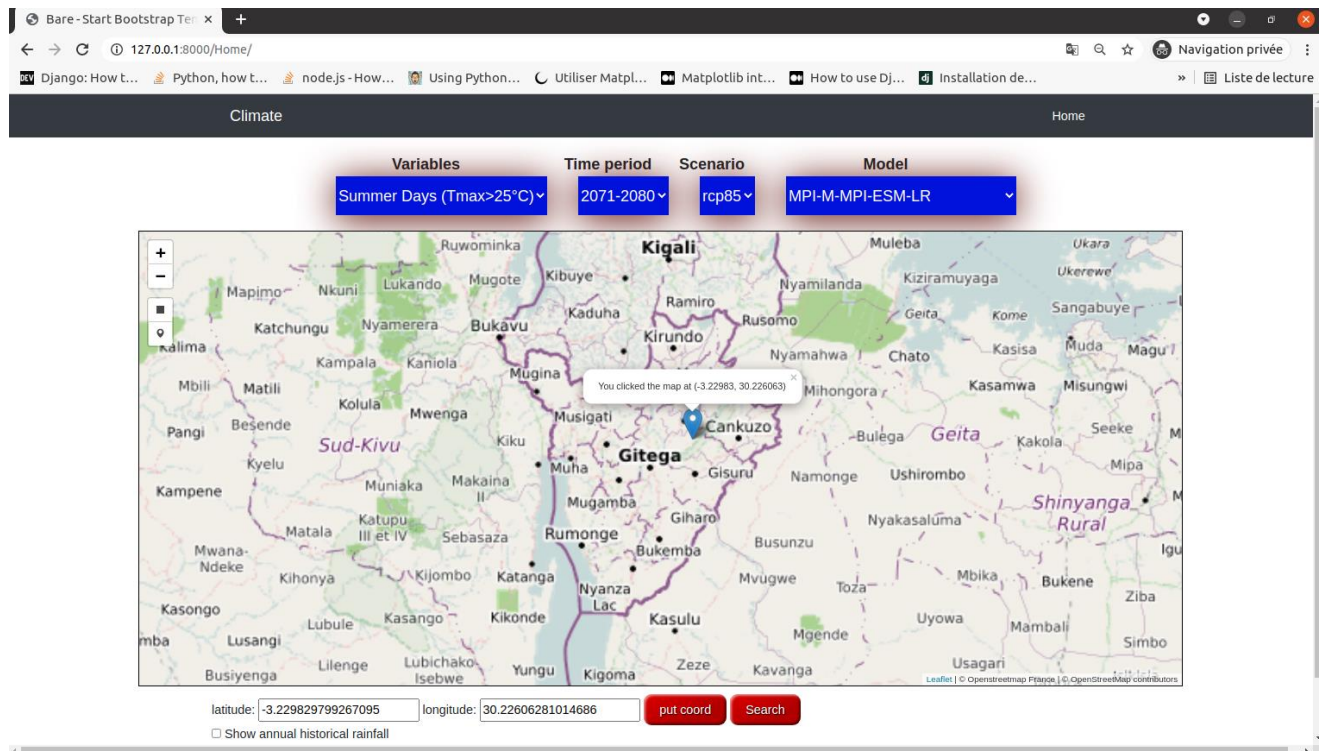 Bare - Start Bootstrap Ten
127.0.0.1:8000/Home/
Navigation privée
Django: How t...
Python, how t...
node.js - How...
Using Python...
Utiliser Matpl...
Matplotlib int...
How to use Dj...
Installation de...
»
Liste de lecture
Climate
Home
Variables
Time period
Scenario
Model
Summer Days (Tmax>25°C)
2071-2080
rcp85
MPI-M-MPI-ESM-LR
+
−
Ruwominka
Kigali
Muleba
Ukara
Mapimo
Nkuni
Lukando
Mugote
Kibuye
Nyamilanda
Kiziramuyaga
Ukerewe
Katchungu
Nyamerera
Bukavu
Kaduha
Ramiro
Rusomo
Geita
Kome
Sangabuye
Kalima
Kampala
Kaniola
Mugina
Kirundo
Nyamahwa
Chato
Kasisa
Muda
Magu
You clicked the map at (-3.22983, 30.226063)
×
Mbili
Matili
Kolula
Mwenga
Musigati
Cankuzo
Mihongora
Kasamwa
Misungwi
Pangi
Besende
Sud-Kivu
Kiku
Gitega
Bulega
Geita
Kakola
Seeke
M
Kyelu
Kampene
Muniaka
Makaina
II
Muha
Gisuru
Namonge
Ushirombo
Mipa
Mugamba
Giharo
Nyakasaluma
Shinyanga
Rural
M
Matala
Katupu
III et IV
Sebasaza
Rumonge
Bukemba
Busunzu
Igu
Mwana-
Ndeke
Kihonya
Kijombo
Katanga
Nyanza
Lac
Mvugwe
Toza
Mbika
Bukene
Ziba
Kasongo
Lubule
Kasango
Kikonde
Kasulu
Mgende
Uyowa
Mambali
Simbo
mba
Lusangi
Busiyenga
Lilenge
Lubichako
Isebwe
Yungu
Kigoma
Zeze
Kavanga
Usagari
Leaflet | © Openstreetmap France | © OpenStreetMap contributors
latitude: -3.229829799267095 longitude: 30.22606281014686 put coord Search
Show annual historical rainfall